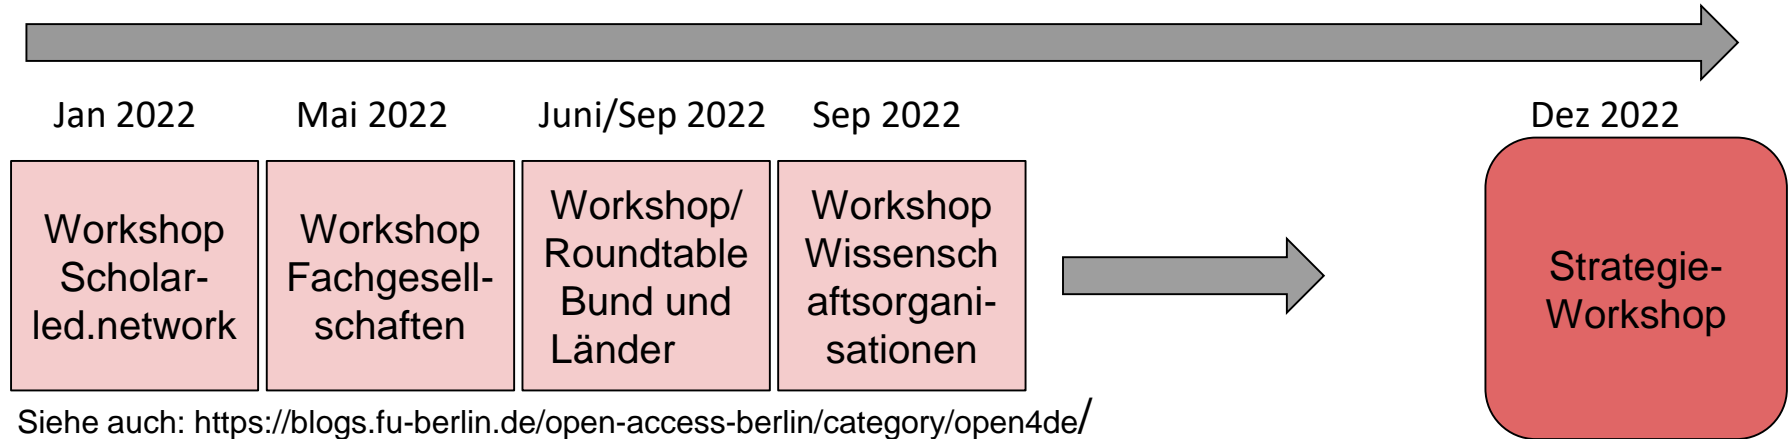 Jan 2022
Mai 2022
Juni/Sep 2022
Sep 2022
Dez 2022
Workshop
Scholar-
led.network
Workshop
Fachgesell-
schaften
Workshop/
Roundtable
Bund und
Länder
Workshop
Wissensch
aftsorgani-
sationen
Strategie-
Workshop
Siehe auch: https://blogs.fu-berlin.de/open-access-berlin/category/open4de/